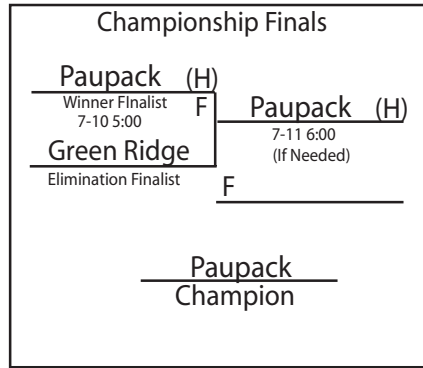 Championship Finals
Paupack (H)
Winner FInalist
7-10 5:00
F
Green Ridge
Elimination Finalist
Paupack (H)
7-11 6:00
(If Needed)
F
Paupack
Champion